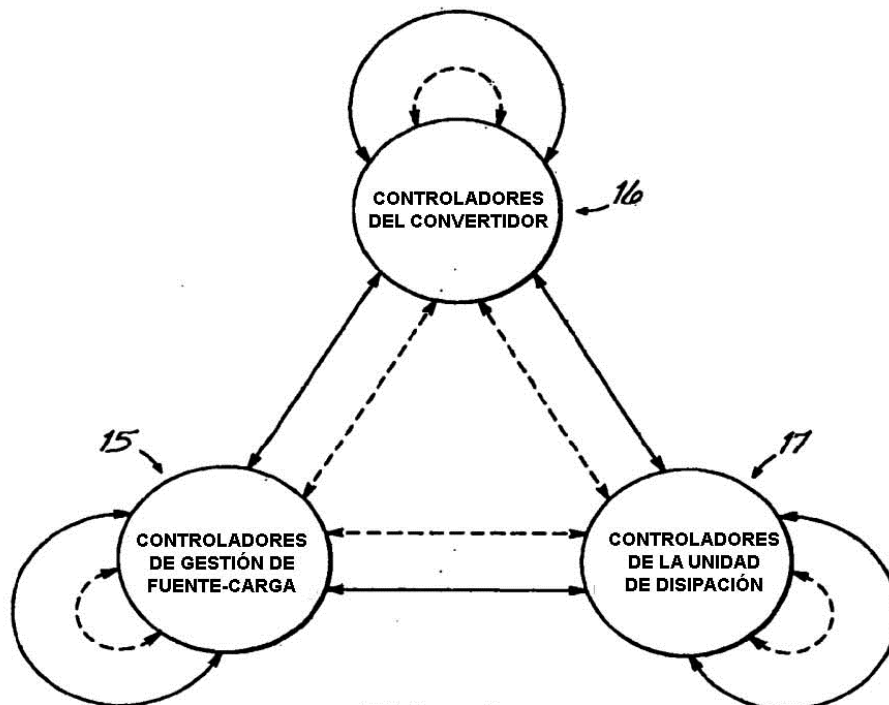 CONTROLADORES
DEL CONVERTIDOR
16
15
17
CONTROLADORES
DE GESTIÓN DE
FUENTE-CARGA
CONTROLADORES
DE LA UNIDAD
DE DISIPACIÓN